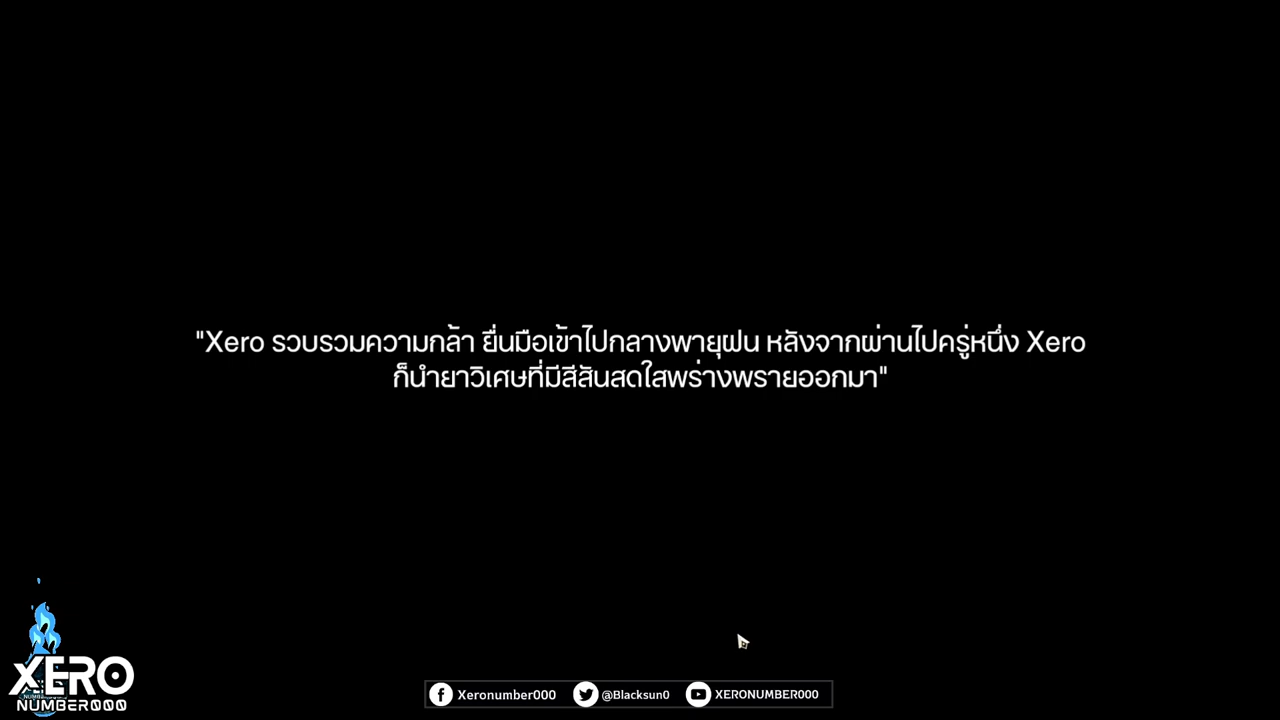 "Xero รวบรวมความกล้า ยื่นมือเข้าไปกลางพายุฝน หลังจากผ่านไปครู่หนึ่ง Xero
ก็นำยาวิเศษที่มีสีสันสดใสพร่างพรายออกมา"
XERO
NUMBER000
Xeronumber000
@Blacksun0
XERONUMBER000